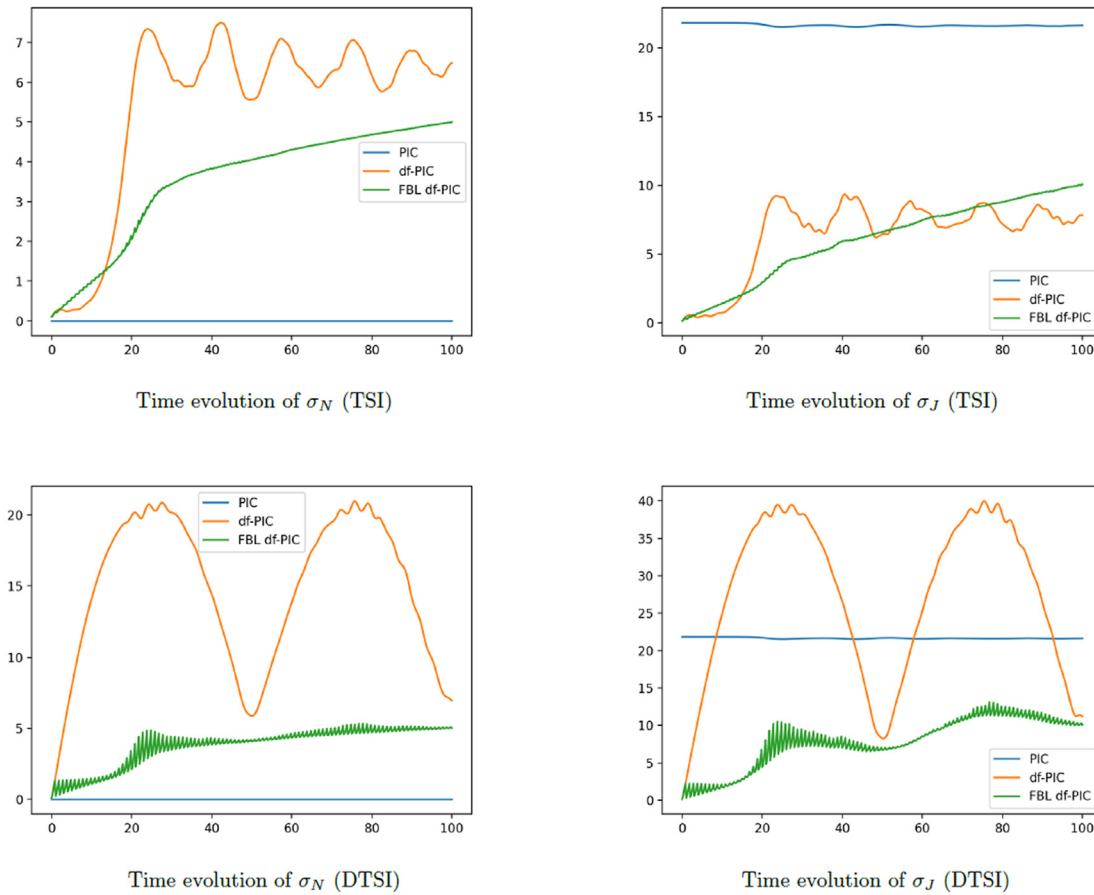 7
6
5
4
3
2
1
0
PIC
df-PIC
FBL df-PIC
0 20 40 60 80 100
Time evolution of σ_N (TSI)
20
15
10
5
0
PIC
df-PIC
FBL df-PIC
0 20 40 60 80 100
Time evolution of σ_J (TSI)
20
15
10
5
0
PIC
df-PIC
FBL df-PIC
0 20 40 60 80 100
Time evolution of σ_N (DTSI)
40
35
30
25
20
15
10
5
0
PIC
df-PIC
FBL df-PIC
0 20 40 60 80 100
Time evolution of σ_J (DTSI)